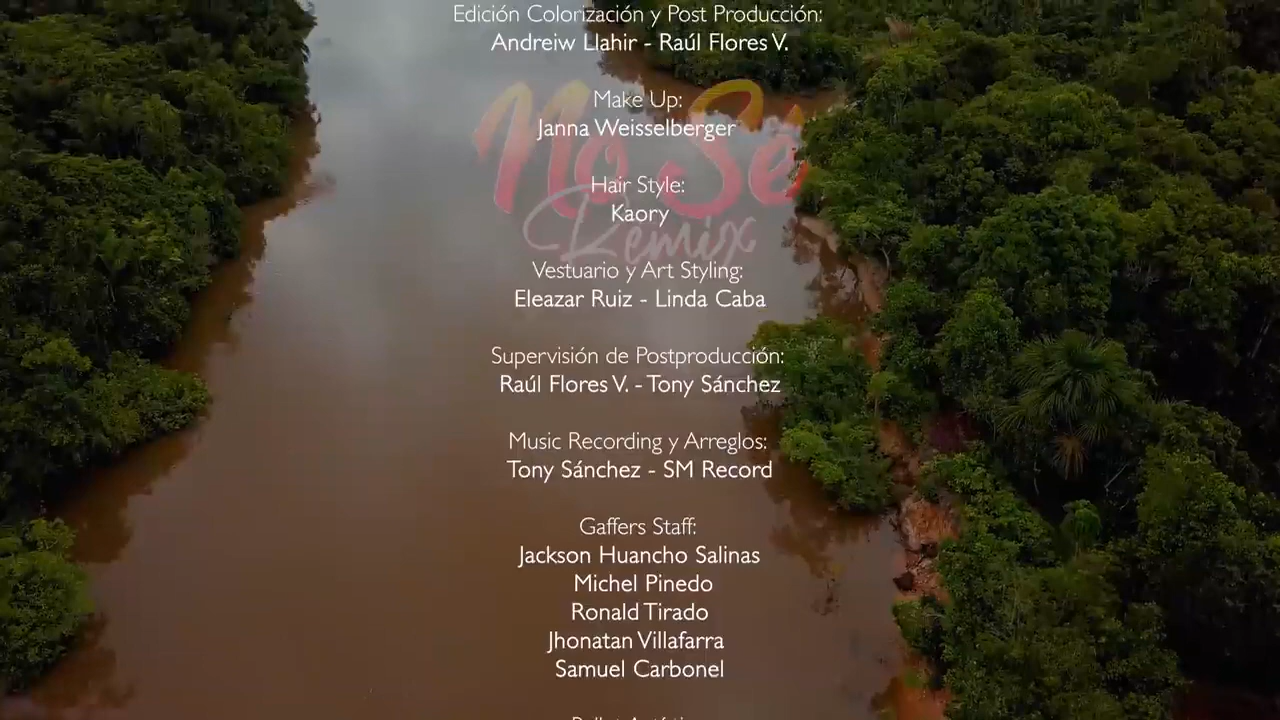 Edición Colorización y Post Producción:
Andreiw Llahir - Raúl Flores V.
Make Up:
Janna Weisselberger
No Sé
Remix
Hair Style:
Kaory
Vestuario y Art Styling:
Eleazar Ruiz - Linda Caba
Supervisión de Postproducción:
Raúl Flores V. - Tony Sánchez
Music Recording y Arreglos:
Tony Sánchez - SM Record
Gaffers Staff:
Jackson Huancho Salinas
Michel Pinedo
Ronald Tirado
Jhonatan Villafarra
Samuel Carbonel